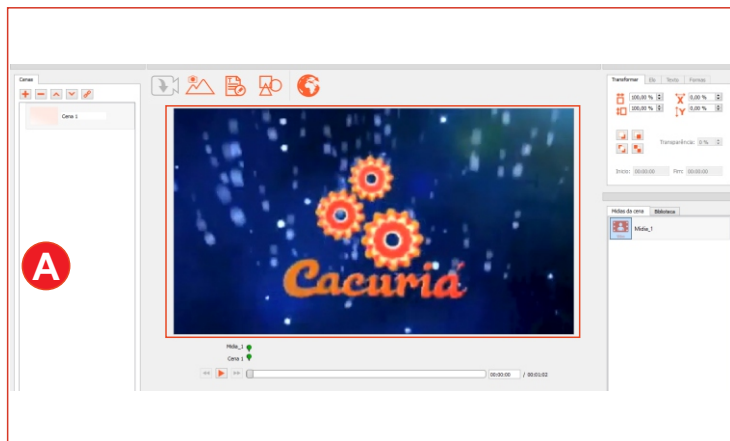 Cenas
Cena 1
A
Cacuriá
Mídia_1
Cena 1
00:00:00 / 00:01:02
Transformar Elo Texto Formas
100,00 % X 0,00 %
100,00 % Y 0,00 %
Transparência: 0 %
Início: 00:00:00 Fim: 00:00:00
Mídias da cena Biblioteca
Mídia_1